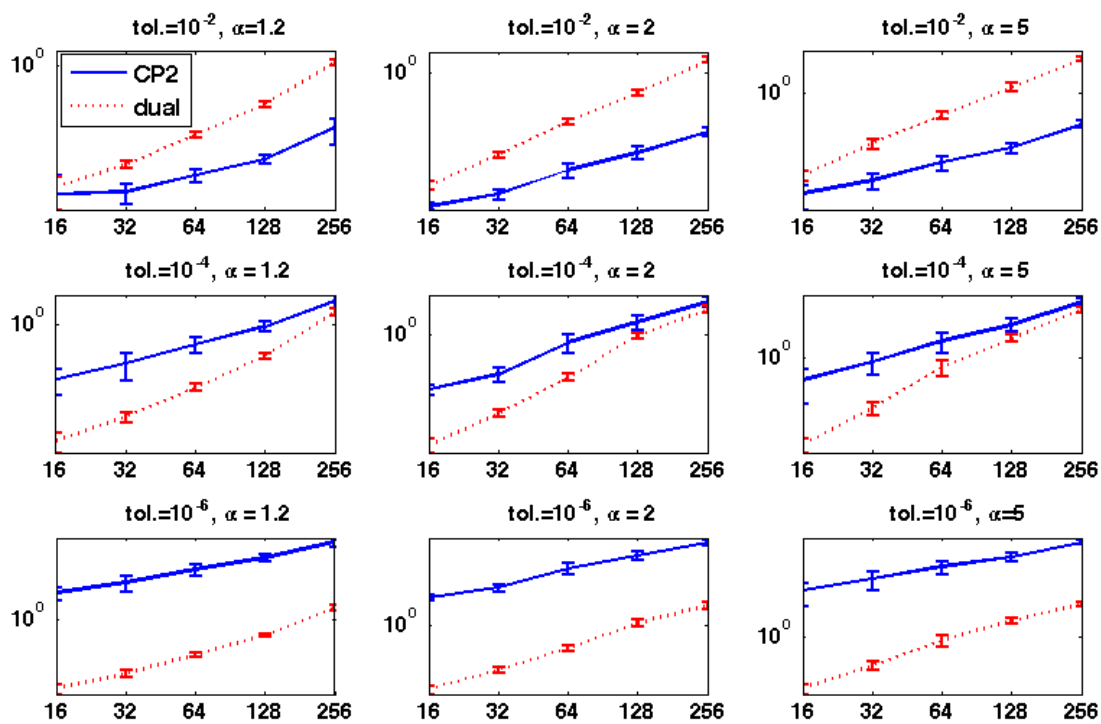 tol.=10^-2, α=1.2
10^0
CP2
dual
16 32 64 128 256
tol.=10^-2, α = 2
10^0
16 32 64 128 256
tol.=10^-2, α = 5
10^0
16 32 64 128 256
tol.=10^-4, α = 1.2
10^0
16 32 64 128 256
tol.=10^-4, α = 2
10^0
16 32 64 128 256
tol.=10^-4, α = 5
10^0
16 32 64 128 256
tol.=10^-6, α = 1.2
10^0
16 32 64 128 256
tol.=10^-6, α = 2
10^0
16 32 64 128 256
tol.=10^-6, α=5
10^0
16 32 64 128 256